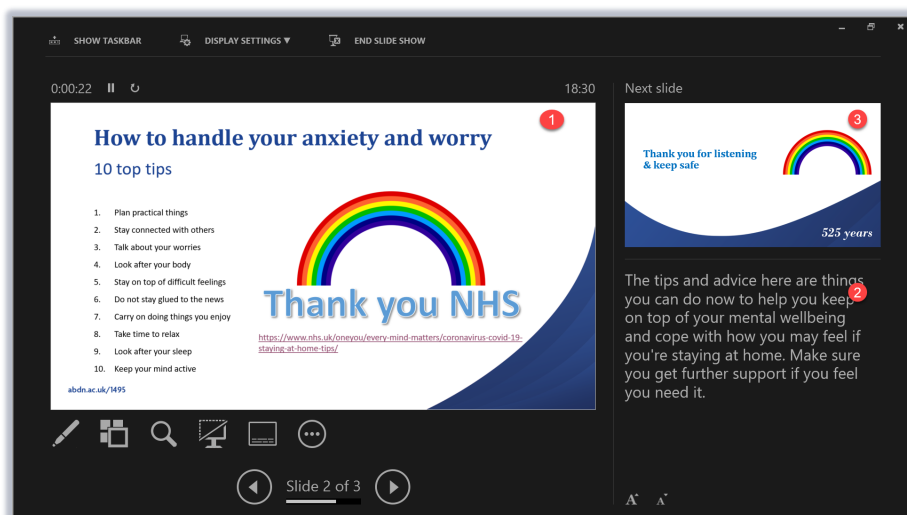 SHOW TASKBAR
DISPLAY SETTINGS ▼
END SLIDE SHOW
0:00:22
18:30
1
How to handle your anxiety and worry
10 top tips
1. Plan practical things
2. Stay connected with others
3. Talk about your worries
4. Look after your body
5. Stay on top of difficult feelings
6. Do not stay glued to the news
7. Carry on doing things you enjoy
8. Take time to relax
9. Look after your sleep
10. Keep your mind active
Thank you NHS
https://www.nhs.uk/oneyou/every-mind-matters/coronavirus-covid-19-
staying-at-home-tips/
abdn.ac.uk/1495
Slide 2 of 3
Next slide
3
Thank you for listening
& keep safe
525 years
2
The tips and advice here are things
you can do now to help you keep
on top of your mental wellbeing
and cope with how you may feel if
you're staying at home. Make sure
you get further support if you feel
you need it.
A A